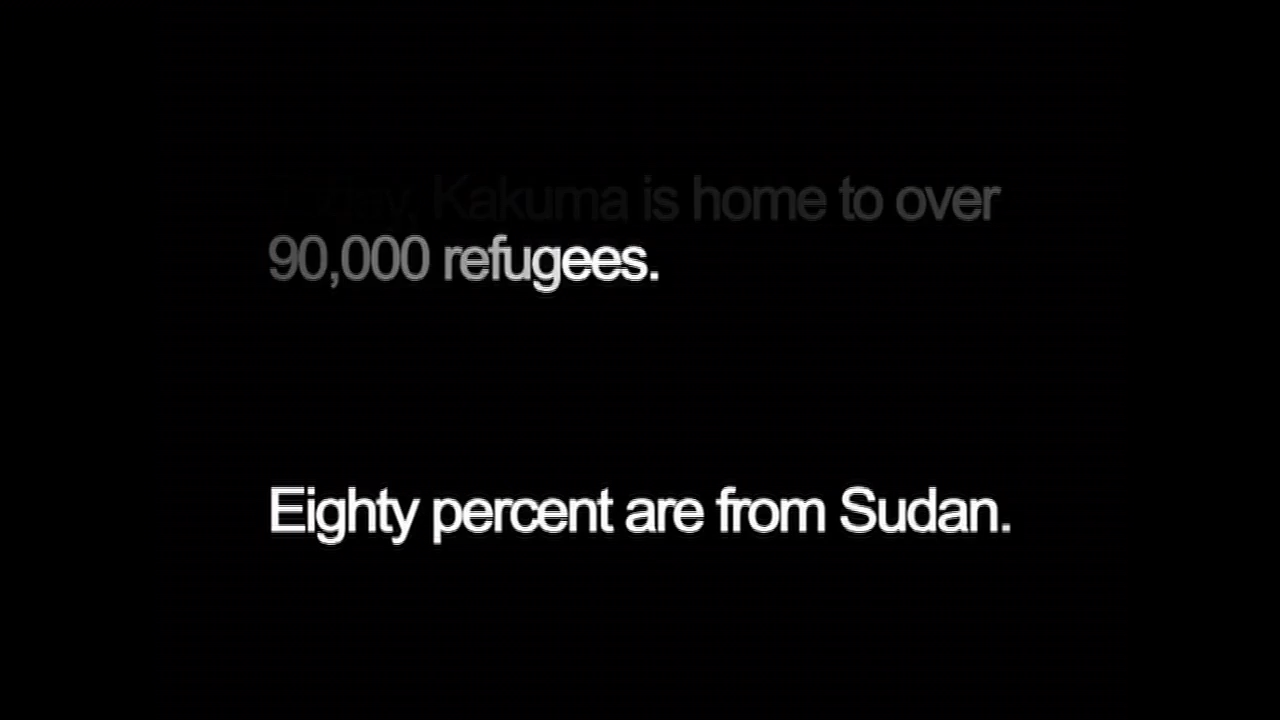 Kakuma is home to over
90,000 refugees.
Eighty percent are from Sudan.